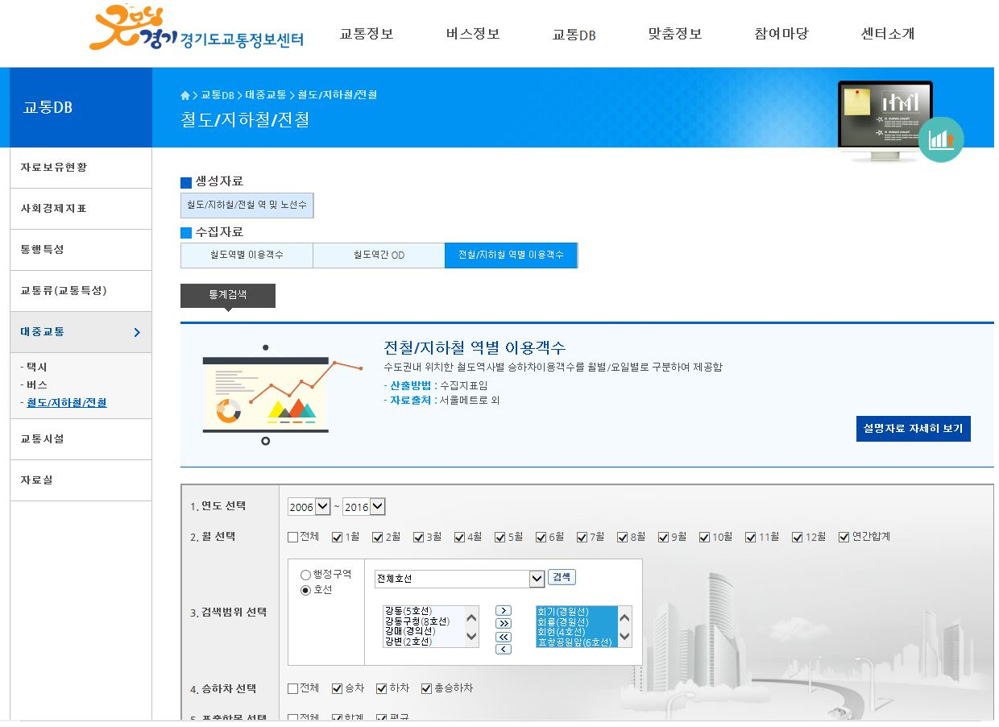 굿모닝 경기 경기도교통정보센터
교통정보 버스정보 교통DB 맞춤정보 참여마당 센터소개
교통DB
교통DB > 대중교통 > 철도/지하철/전철
철도/지하철/전철
자료보유현황
사회경제지표
통행특성
교통류(교통특성)
대중교통
- 택시
- 버스
- 철도/지하철/전철
교통시설
자료실
생성자료
철도/지하철/전철 역 및 노선수
수집자료
철도역별 이용객수 철도역간 OD 전철/지하철 역별 이용객수
통계검색
전철/지하철 역별 이용객수
수도권내 위치한 철도역사별 승하차이용객수를 월별/요일별로 구분하여 제공함
- 산출방법 : 수집지표임
- 자료출처 : 서울메트로 외
설명자료 자세히 보기
1. 연도 선택 2006 ~ 2016
2. 월 선택 전체 1월 2월 3월 4월 5월 6월 7월 8월 9월 10월 11월 12월 연간합계
3. 검색범위 선택
행정구역
호선
전체호선 검색
강동(5호선)
강동구청(8호선)
강매(경의선)
강변(2호선)
>
>>
<<
<
회기(경원선)
회룡(경원선)
회현(4호선)
효창공원앞(6호선)
4. 승하차 선택 전체 승차 하차 총승하차
5. 표출항목 선택 전체 합계 평균